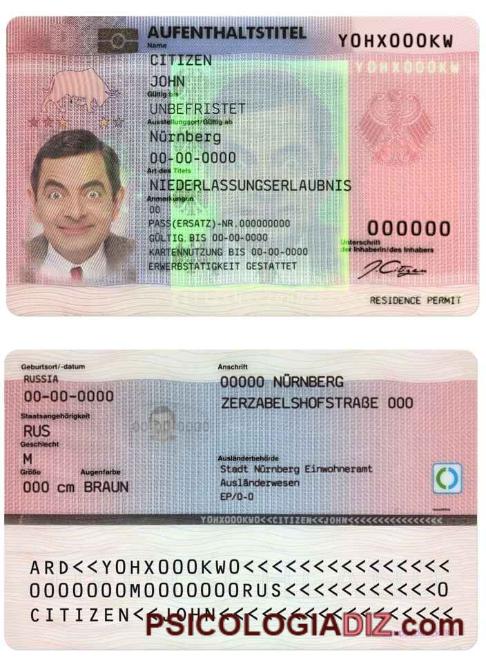 AUFENTHALTSTITEL
YOHX000KW
Name
CITIZEN
YOHX000KW
JOHN
Gültig bis
UNBEFRISTET
Ausstellungsort/Gültig ab
Nürnberg
00-00-0000
Art des Titels
NIEDERLASSUNGSERLAUBNIS
Anmerkungen
00
PASS(ERSATZ)-NR.000000000
GÜLTIG BIS 00-00-0000
KARTENNUTZUNG BIS 00-00-0000
ERWERBSTÄTIGKEIT GESTATTET
000000
Unterschrift
der Inhaberin/des Inhabers
J.Citizen
RESIDENCE PERMIT
Geburtsort/-datum
RUSSIA
00-00-0000
Staatsangehörigkeit
RUS
Geschlecht
M
Größe Augenfarbe
000 cm BRAUN
Anschrift
00000 NÜRNBERG
ZERZABELSHOFSTRAßE 000
Ausländerbehörde
Stadt Nürnberg Einwohneramt
Ausländerwesen
EP/0-0
YOHX000KWO<<CITIZEN<<JOHN<<<<<<<<<<<<<<<<<
ARD<<YOHX000KWO<<<<<<<<<<<<<<<
0000000M0000000RUS<<<<<<<<<<<0
CITIZEN<<JOHN<<<<<<<<<<<<<<<<<
PSICOLOGIADIZ.com